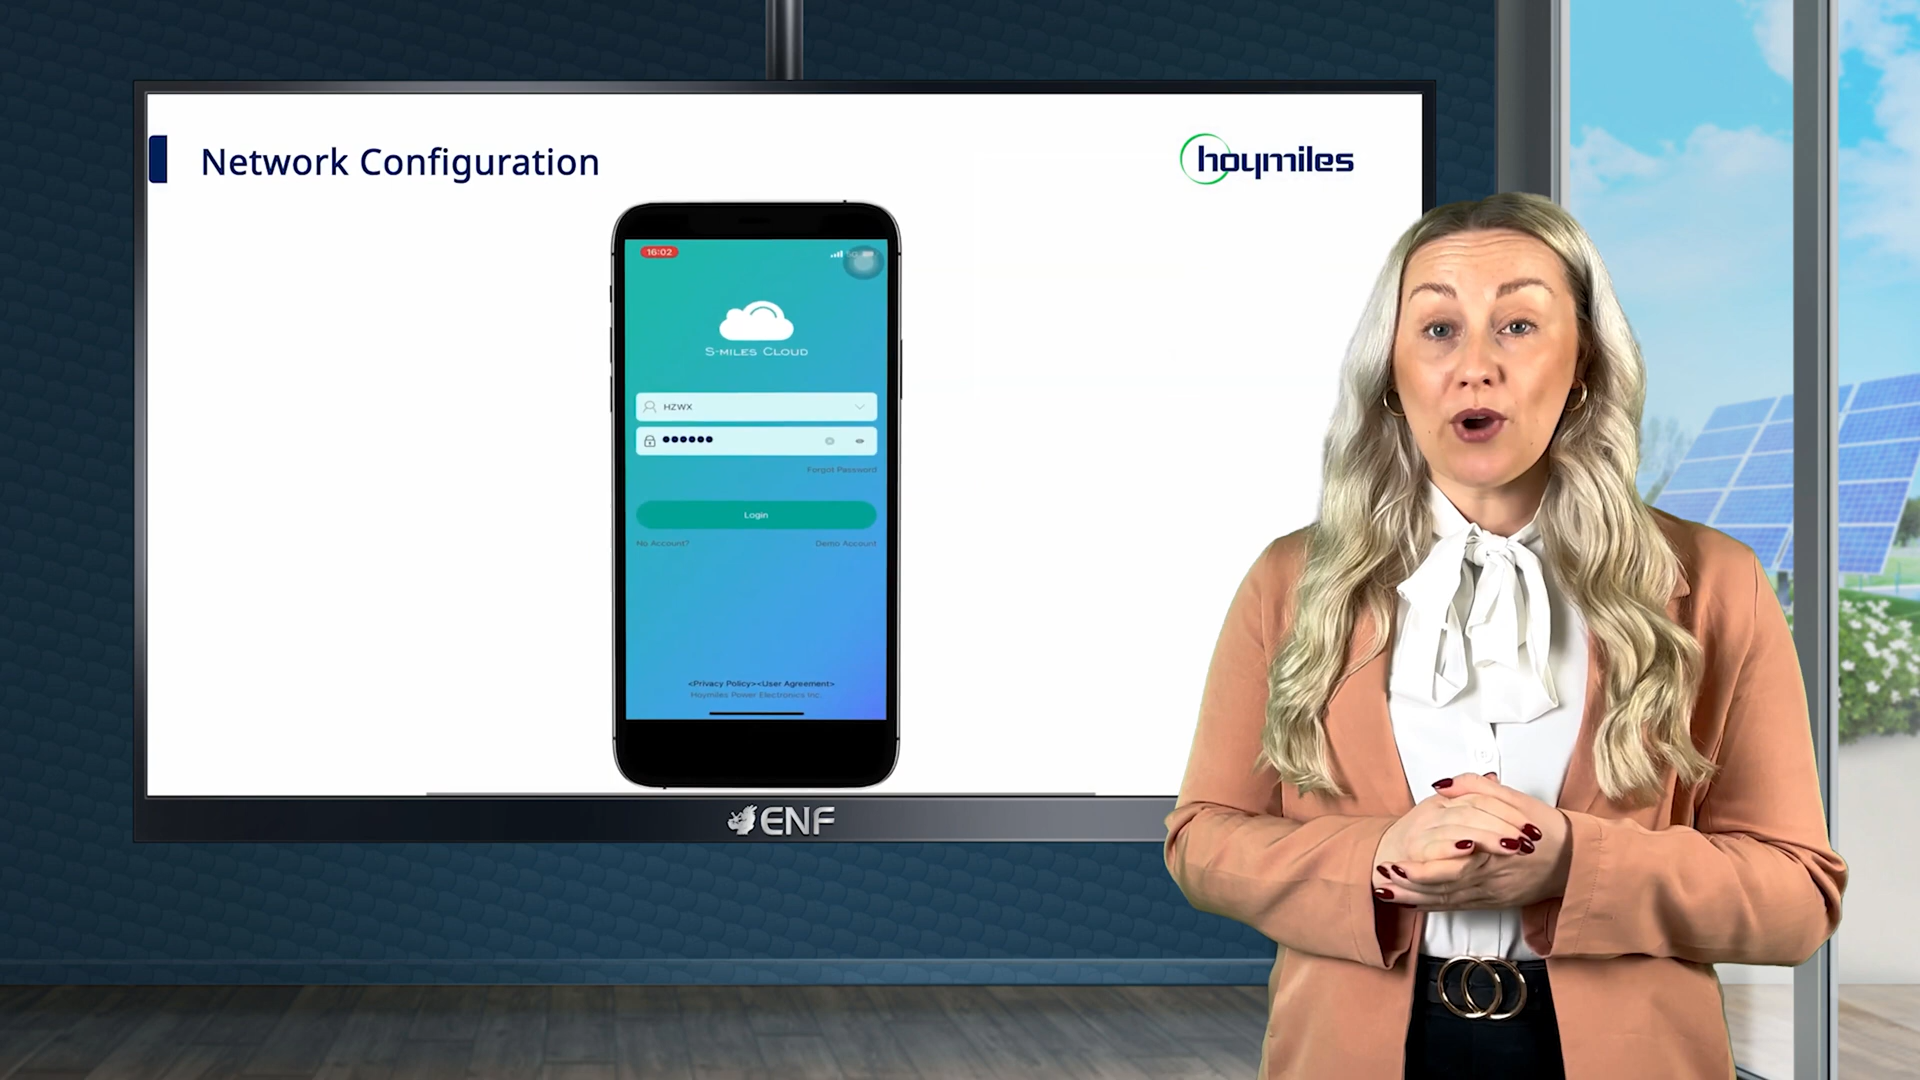 Network Configuration
hoymiles
16:02
S-MILES CLOUD
HZWX
••••••
Forgot Password
Login
No Account?
Demo Account
<Privacy Policy><User Agreement>
Hoymiles Power Electronics Inc.
ENF